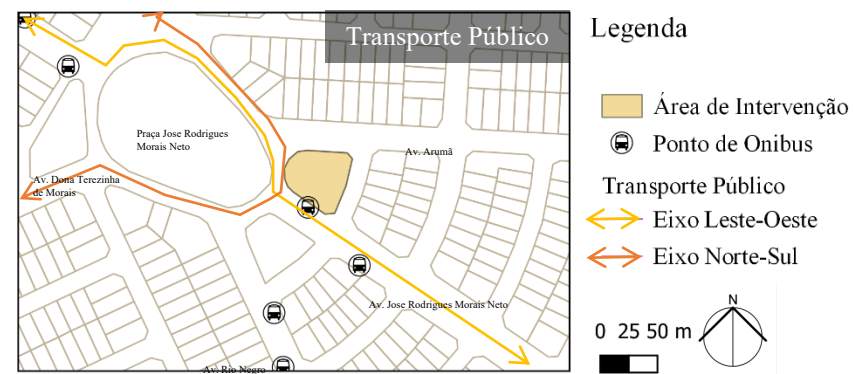 Transporte Público
Praça Jose Rodrigues
Morais Neto
Av. Arumã
Av. Dona Terezinha
de Morais
Av. Jose Rodrigues Morais Neto
Av. Rio Negro
Legenda
Área de Intervenção
Ponto de Onibus
Transporte Público
Eixo Leste-Oeste
Eixo Norte-Sul
N
0 25 50 m